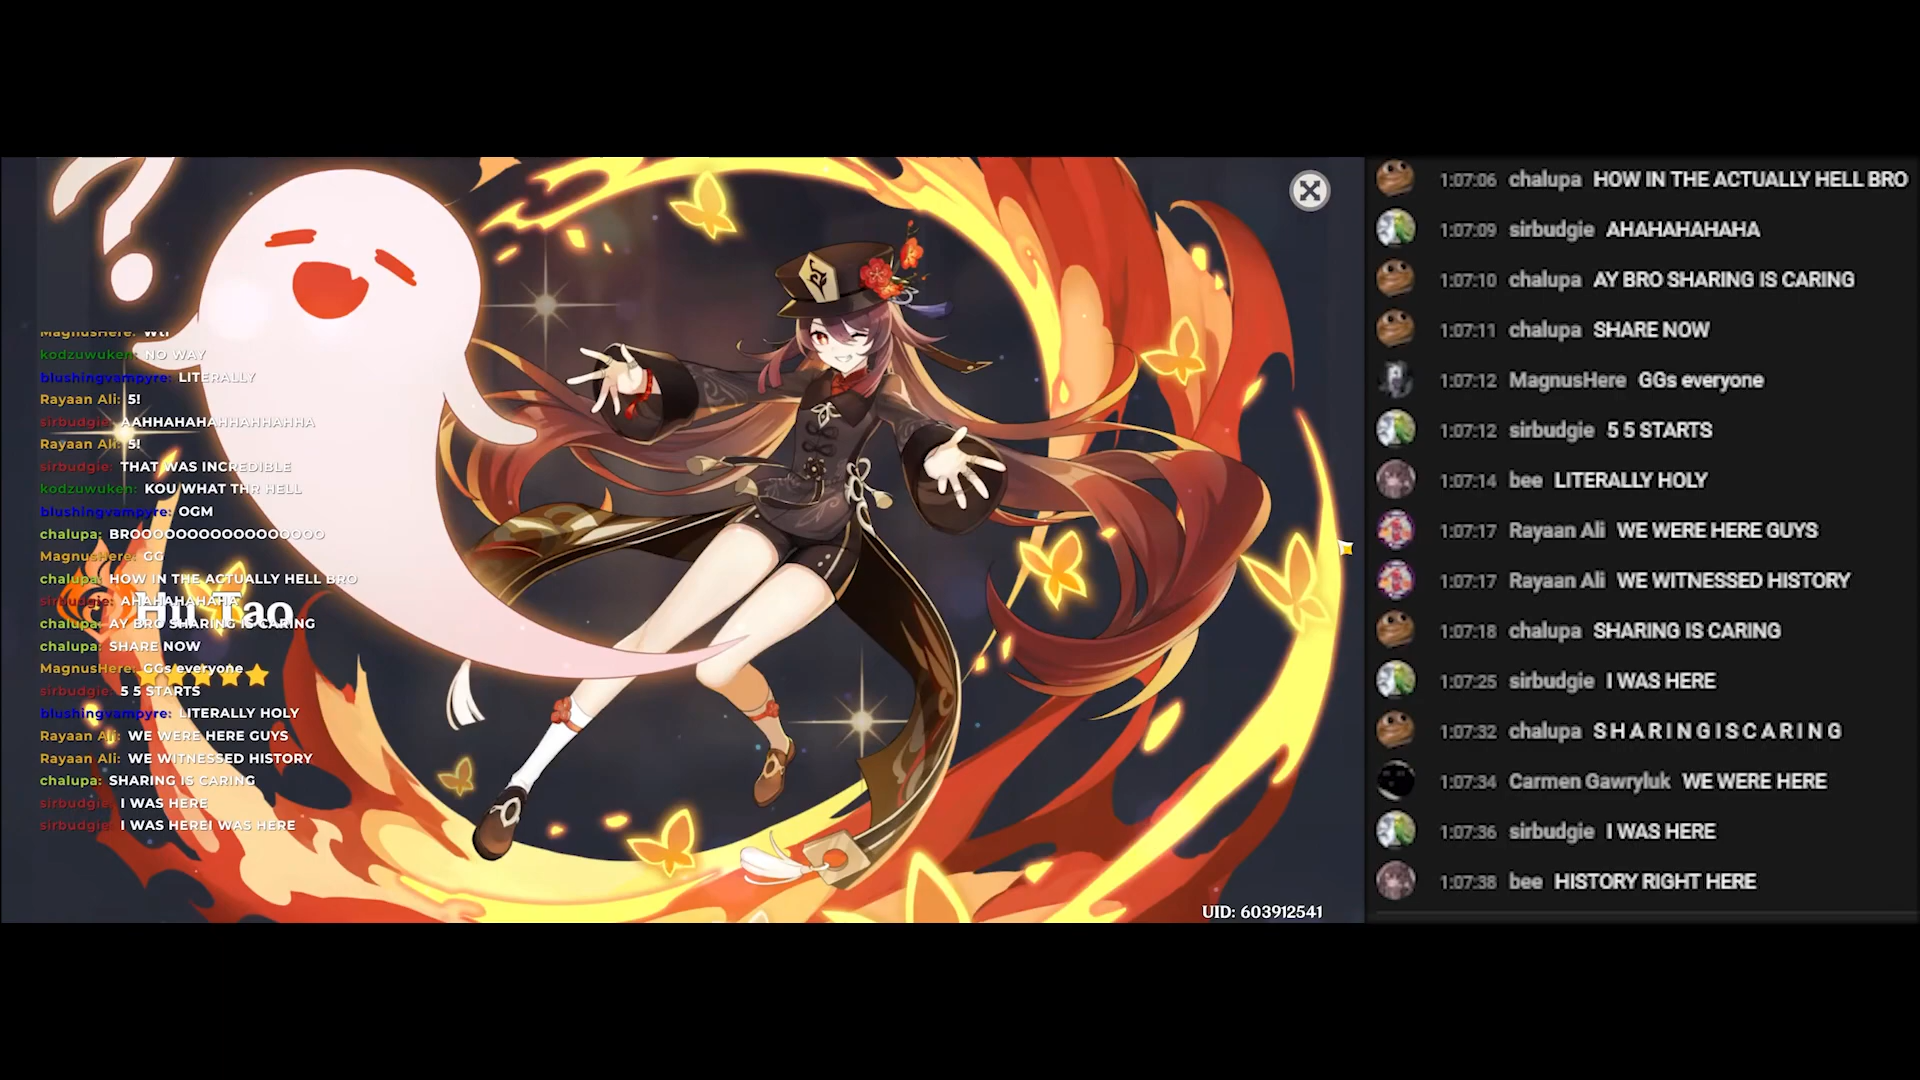 ?
MagnusHere: wtf
kodzuwuken: NO WAY
blushingvampyre: LITERALLY
Rayaan Ali: 5!
sirbudgie: AAHHAHAHAHHAHHAHHA
Rayaan Ali: 5!
sirbudgie: THAT WAS INCREDIBLE
kodzuwuken: KOU WHAT THR HELL
blushingvampyre: OGM
chalupa: BROOOOOOOOOOOOOOOOO
MagnusHere: GG
chalupa: HOW IN THE ACTUALLY HELL BRO
sirbudgie: AHAHAHAHAHA
Hu Tao
chalupa: AY BRO SHARING IS CARING
chalupa: SHARE NOW
MagnusHere: GGs everyone
sirbudgie: 5 5 STARTS
blushingvampyre: LITERALLY HOLY
Rayaan Ali: WE WERE HERE GUYS
Rayaan Ali: WE WITNESSED HISTORY
chalupa: SHARING IS CARING
sirbudgie: I WAS HERE
sirbudgie: I WAS HEREI WAS HERE
UID: 603912541
1:07:06 chalupa HOW IN THE ACTUALLY HELL BRO
1:07:09 sirbudgie AHAHAHAHAHA
1:07:10 chalupa AY BRO SHARING IS CARING
1:07:11 chalupa SHARE NOW
1:07:12 MagnusHere GGs everyone
1:07:12 sirbudgie 5 5 STARTS
1:07:14 bee LITERALLY HOLY
1:07:17 Rayaan Ali WE WERE HERE GUYS
1:07:17 Rayaan Ali WE WITNESSED HISTORY
1:07:18 chalupa SHARING IS CARING
1:07:25 sirbudgie I WAS HERE
1:07:32 chalupa S H A R I N G I S C A R I N G
1:07:34 Carmen Gawryluk WE WERE HERE
1:07:36 sirbudgie I WAS HERE
1:07:38 bee HISTORY RIGHT HERE